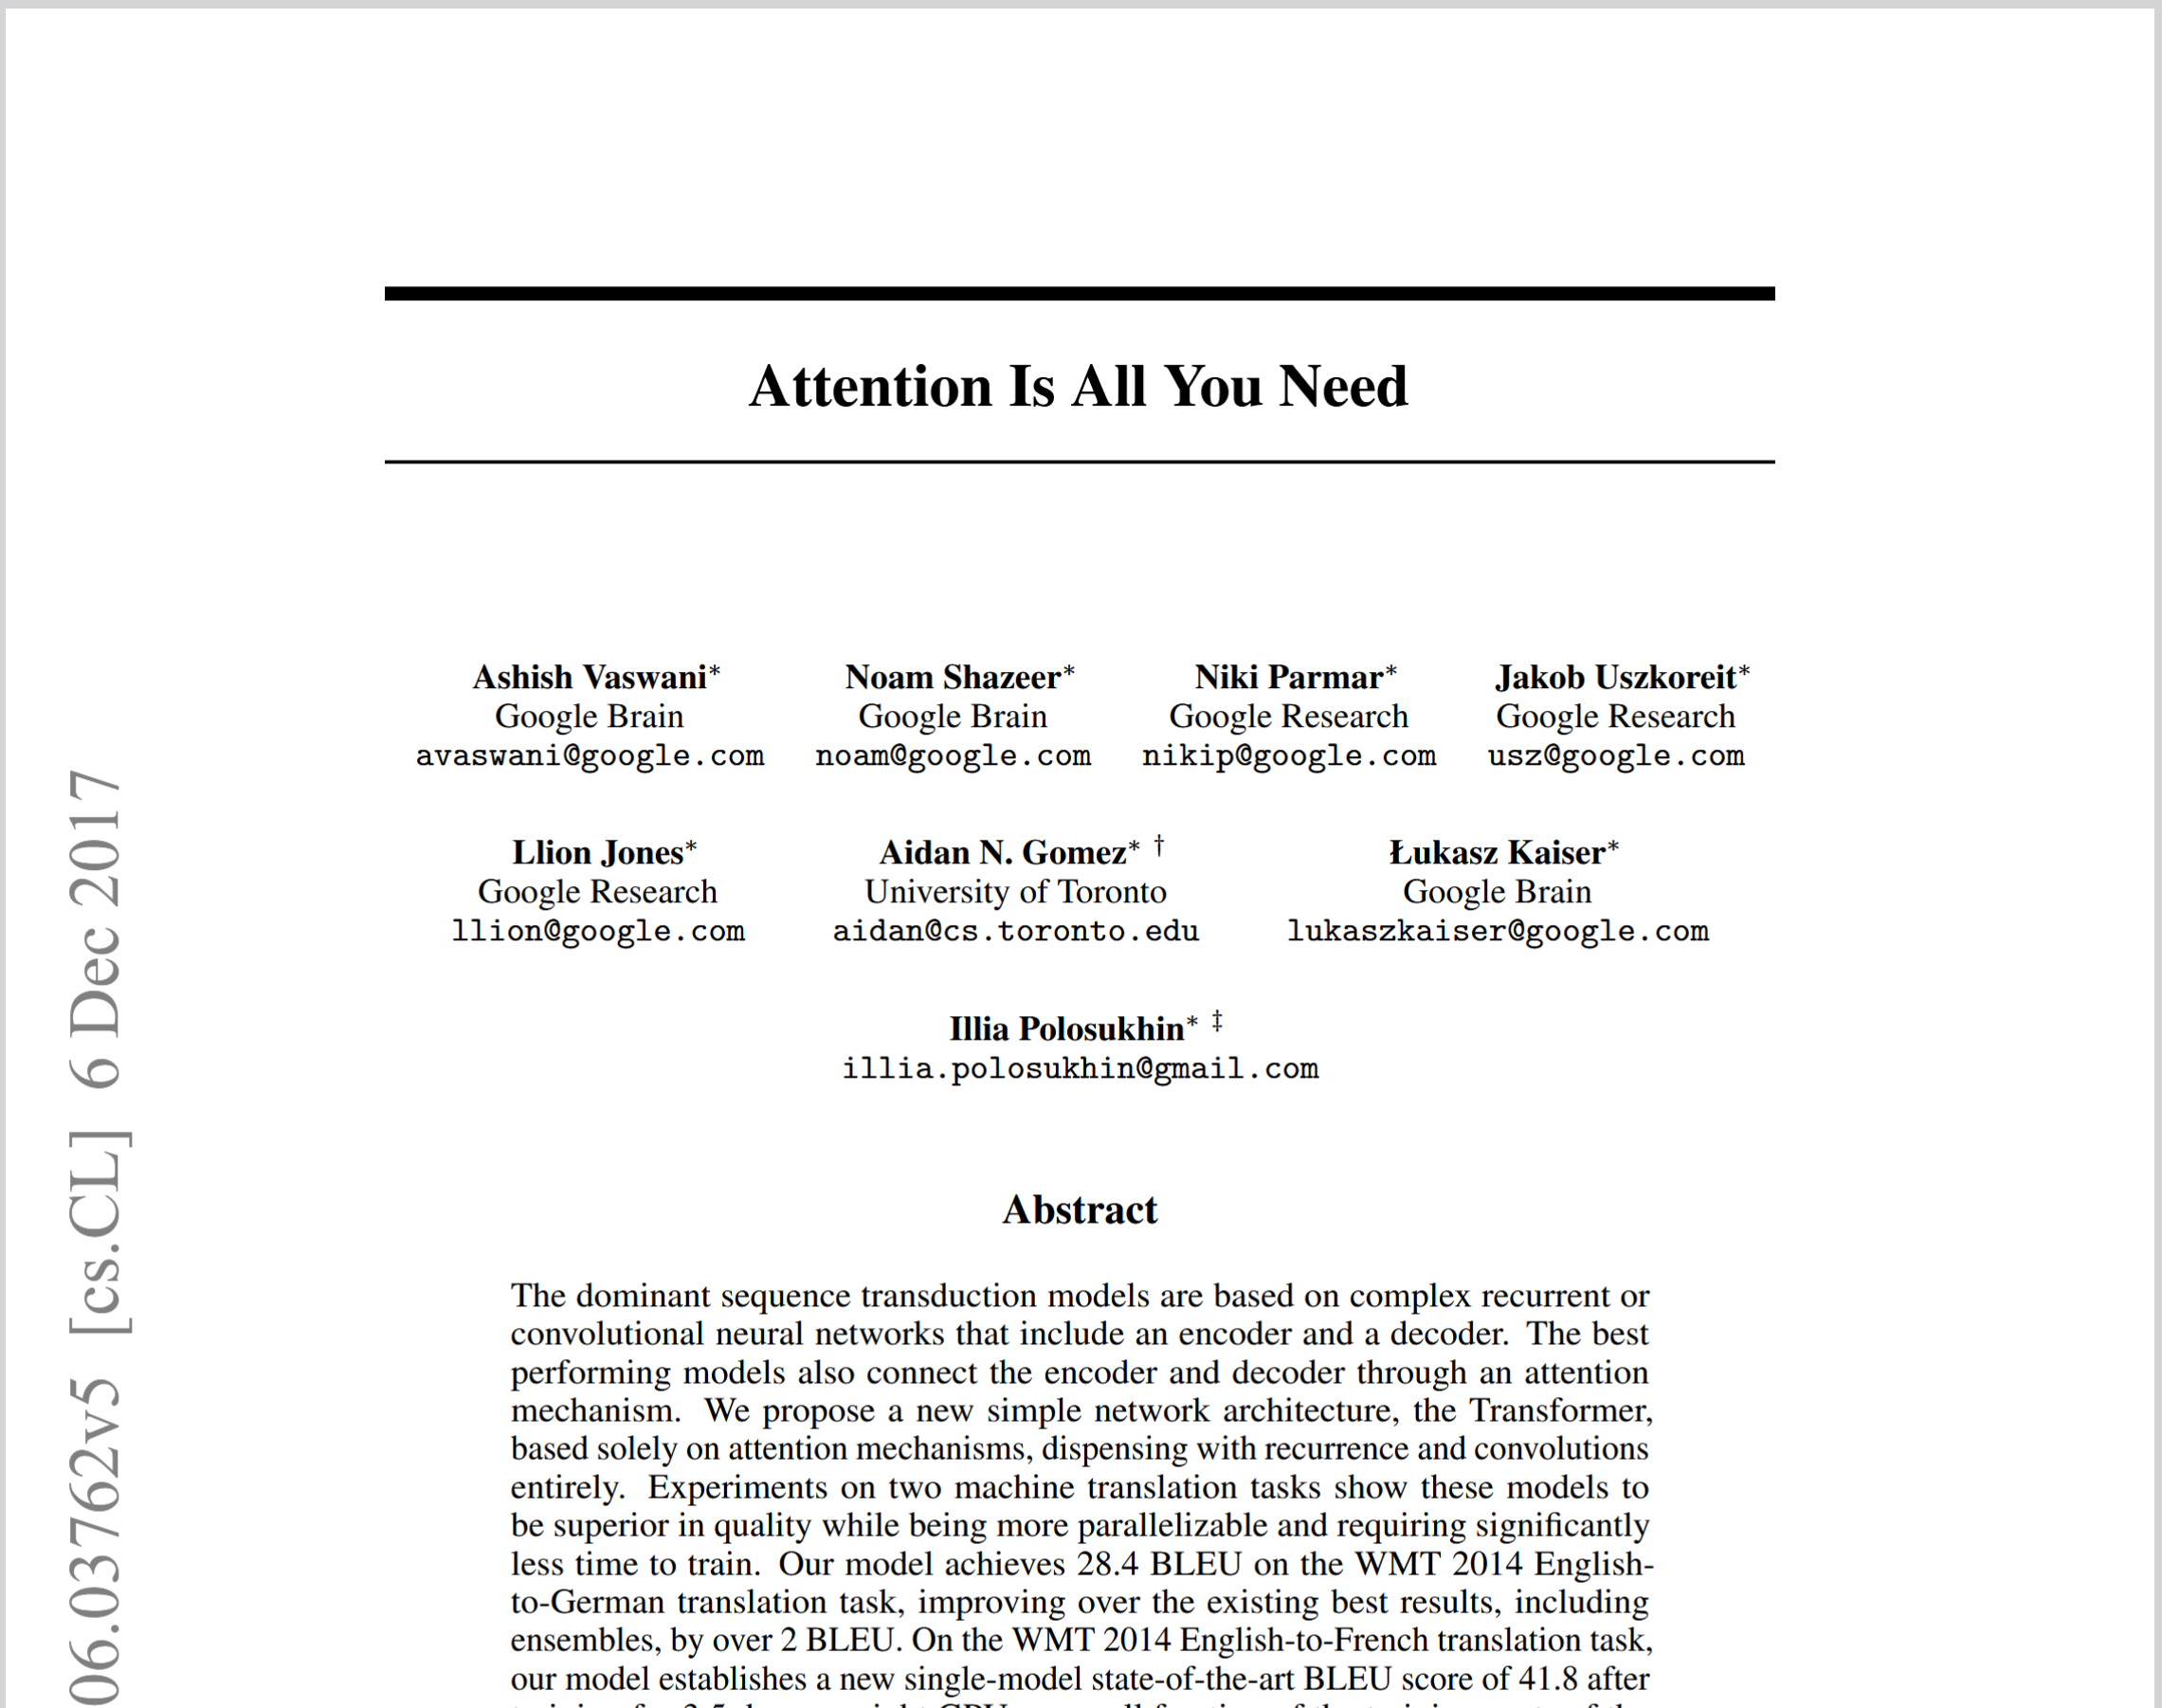 Attention Is All You Need
Ashish Vaswani* Noam Shazeer* Niki Parmar* Jakob Uszkoreit*
Google Brain Google Brain Google Research Google Research
avaswani@google.com noam@google.com nikip@google.com usz@google.com
Llion Jones* Aidan N. Gomez* † Łukasz Kaiser*
Google Research University of Toronto Google Brain
llion@google.com aidan@cs.toronto.edu lukaszkaiser@google.com
Illia Polosukhin* ‡
illia.polosukhin@gmail.com
Abstract
The dominant sequence transduction models are based on complex recurrent or
convolutional neural networks that include an encoder and a decoder. The best
performing models also connect the encoder and decoder through an attention
mechanism. We propose a new simple network architecture, the Transformer,
based solely on attention mechanisms, dispensing with recurrence and convolutions
entirely. Experiments on two machine translation tasks show these models to
be superior in quality while being more parallelizable and requiring significantly
less time to train. Our model achieves 28.4 BLEU on the WMT 2014 English-
to-German translation task, improving over the existing best results, including
ensembles, by over 2 BLEU. On the WMT 2014 English-to-French translation task,
our model establishes a new single-model state-of-the-art BLEU score of 41.8 after
06.03762v5 [cs.CL] 6 Dec 2017